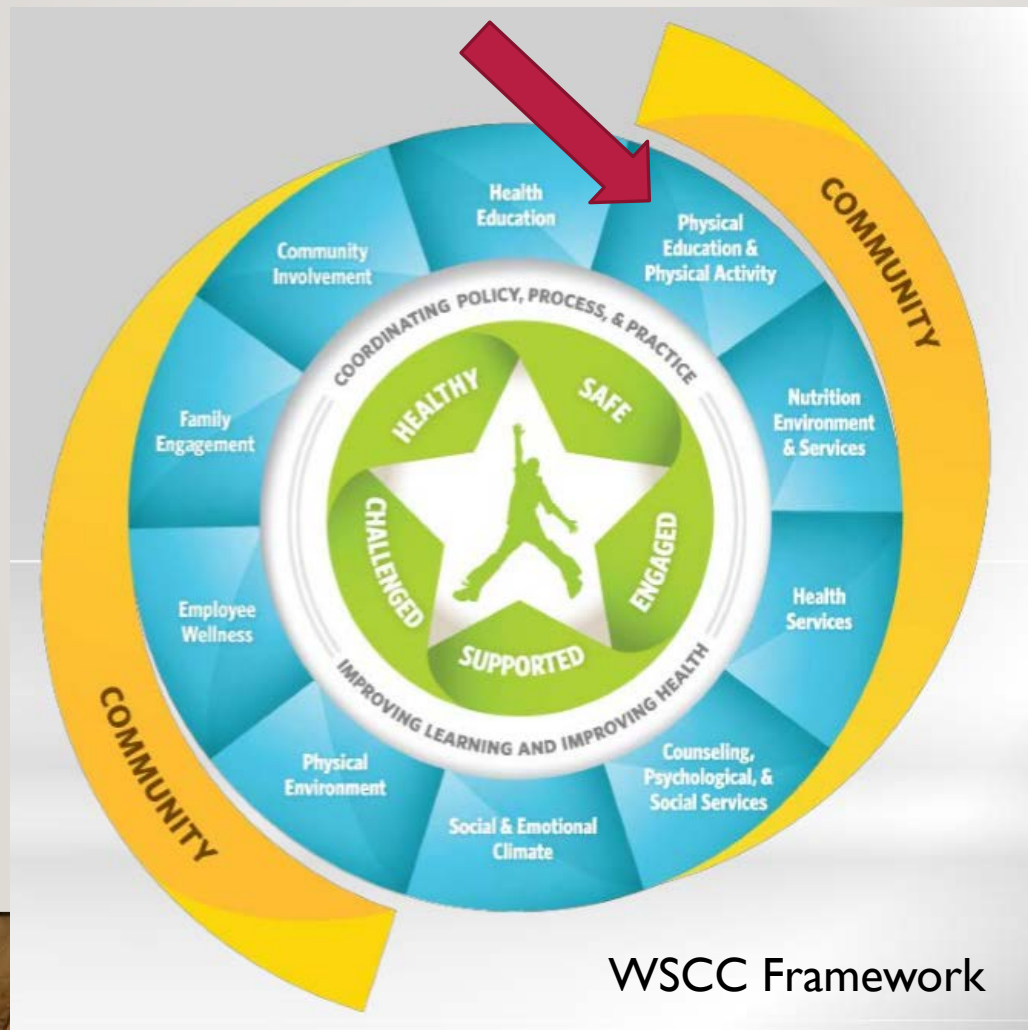 Health
Education
Physical
Education &
Physical Activity
Nutrition
Environment
& Services
Health
Services
Counseling,
Psychological, &
Social Services
Social & Emotional
Climate
Physical
Environment
Employee
Wellness
Family
Engagement
Community
Involvement
COMMUNITY
COMMUNITY
COORDINATING POLICY, PROCESS, & PRACTICE
IMPROVING LEARNING AND IMPROVING HEALTH
HEALTHY
SAFE
ENGAGED
SUPPORTED
CHALLENGED
WSCC Framework